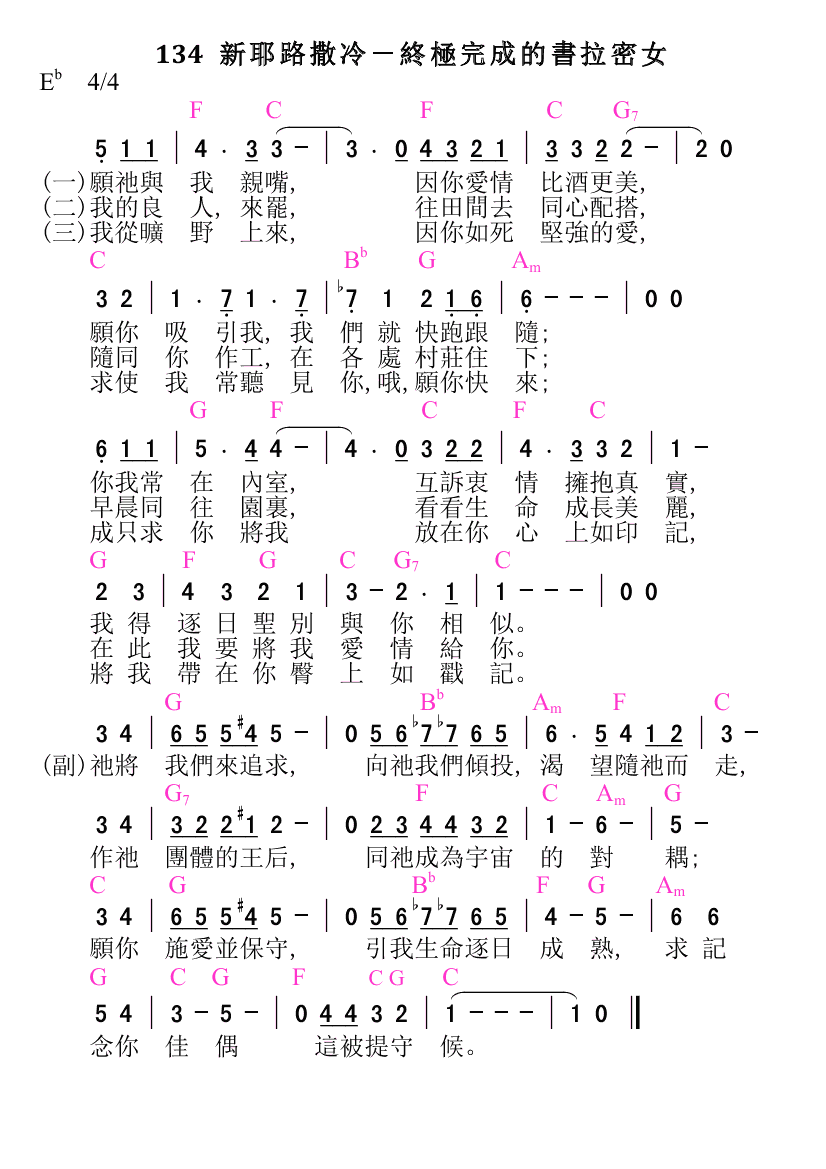 134 新耶路撒冷－終極完成的書拉密女
E♭ 4/4
F C F C G7
5̣ 1 1 | 4 · 3 3 – | 3 · 0 4 3 2 1 | 3 3 2 2 – | 2 0
(一)願祂與 我 親嘴, 因你愛情 比酒更美,
(二)我的良 人, 來罷, 往田間去 同心配搭,
(三)我從曠 野 上來, 因你如死 堅強的愛,
C B♭ G Am
3 2 | 1 · 7̣ 1 · 7̣ | ♭7̣ 1 2 1̣ 6̣ | 6̣ – – – | 0 0
願你 吸 引我, 我 們 就 快跑跟 隨;
隨同 你 作工, 在 各 處 村莊住 下;
求使 我 常聽 見 你,哦,願你快 來;
G F C F C
6̣ 1 1 | 5 · 4 4 – | 4 · 0 3 2 2 | 4 · 3 3 2 | 1 –
你我常 在 內室, 互訴衷 情 擁抱真 實,
早晨同 往 園裏, 看看生 命 成長美 麗,
成只求 你 將我 放在你 心 上如印 記,
G F G C G7 C
2 3 | 4 3 2 1 | 3 – 2 · 1 | 1 – – – | 0 0
我 得 逐 日 聖 別 與 你 相 似。
在 此 我 要 將 我 愛 情 給 你。
將 我 帶 在 你 臀 上 如 戳 記。
G B♭ Am F C
3 4 | 6 5 5 ♯4 5 – | 0 5 6 ♭7 ♭7 6 5 | 6 · 5 4 1 2 | 3 –
(副)祂將 我們來追求, 向祂我們傾投, 渴 望隨祂而 走,
G7 F C Am G
3 4 | 3 2 2 ♯1 2 – | 0 2 3 4 4 3 2 | 1 – 6 – | 5 –
作祂 團體的王后, 同祂成為宇宙 的 對 耦;
C G B♭ F G Am
3 4 | 6 5 5 ♯4 5 – | 0 5 6 ♭7 ♭7 6 5 | 4 – 5 – | 6 6
願你 施愛並保守, 引我生命逐日 成 熟, 求 記
G C G F C G C
5 4 | 3 – 5 – | 0 4 4 3 2 | 1 – – – | 1 0 ‖
念你 佳 偶 這被提守 候。